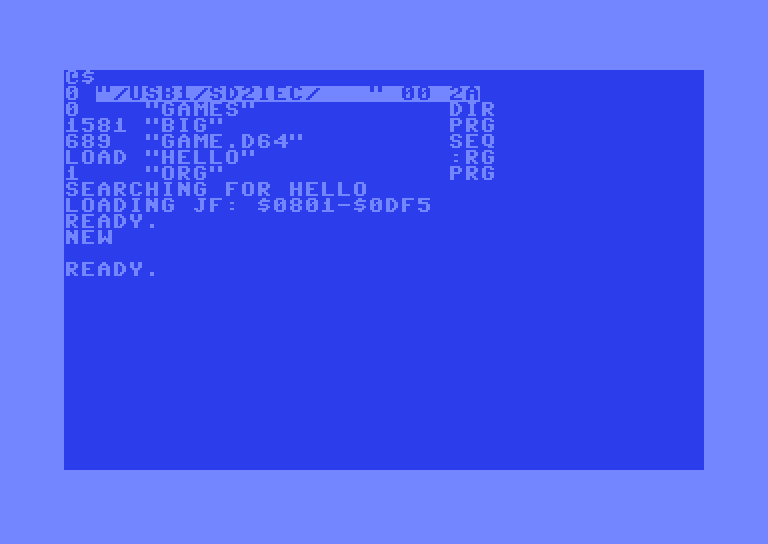 @$
0 "/USB1/SD2IEC/   " 00 2A
0    "GAMES"            DIR
1581 "BIG"              PRG
689  "GAME.D64"         SEQ
LOAD "HELLO"            :RG
1    "ORG"              PRG
SEARCHING FOR HELLO
LOADING JF: $0801-$0DF5
READY.
NEW
READY.